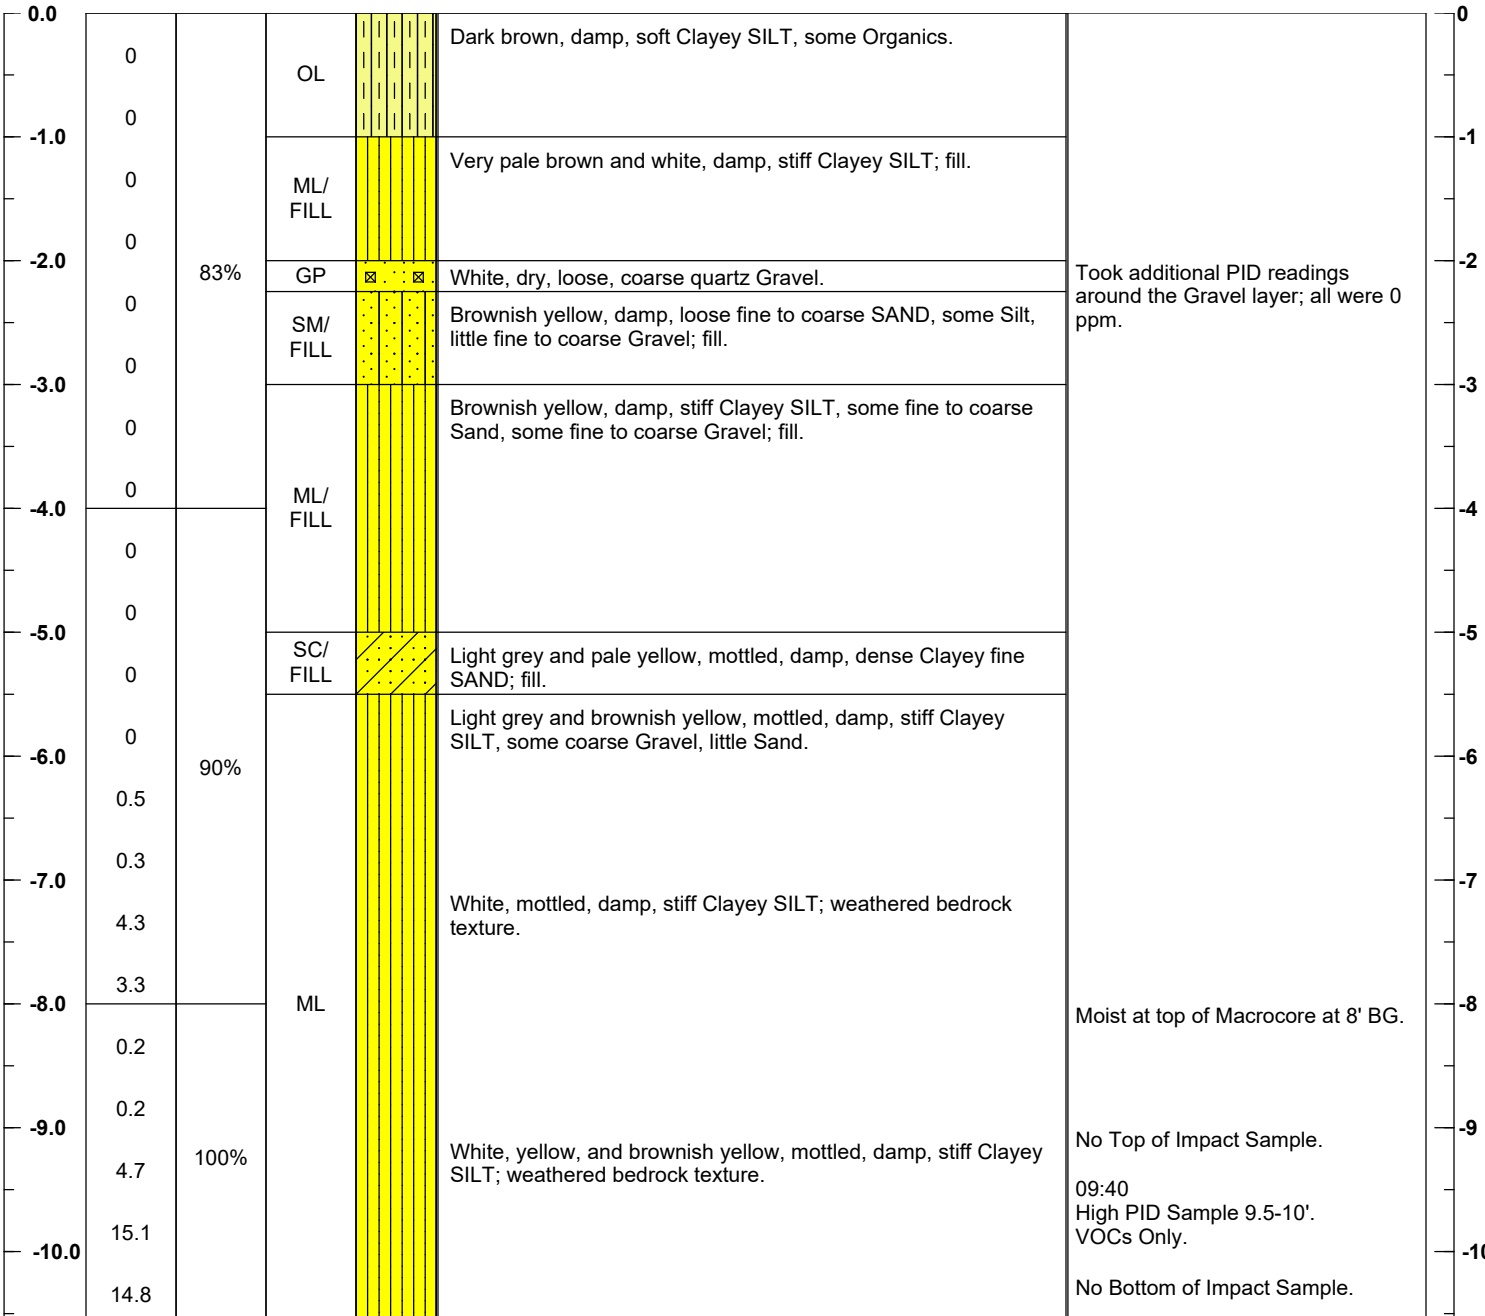 0.0
0
0
OL
Dark brown, damp, soft Clayey SILT, some Organics.
0
-1.0
-1
0
ML/
FILL
Very pale brown and white, damp, stiff Clayey SILT; fill.
0
-2.0
-2
83%
GP
White, dry, loose, coarse quartz Gravel.
Took additional PID readings
around the Gravel layer; all were 0
ppm.
0
SM/
FILL
Brownish yellow, damp, loose fine to coarse SAND, some Silt,
little fine to coarse Gravel; fill.
0
-3.0
-3
0
Brownish yellow, damp, stiff Clayey SILT, some fine to coarse
Sand, some fine to coarse Gravel; fill.
0
ML/
FILL
-4.0
-4
0
0
-5.0
-5
0
SC/
FILL
Light grey and pale yellow, mottled, damp, dense Clayey fine
SAND; fill.
0
Light grey and brownish yellow, mottled, damp, stiff Clayey
SILT, some coarse Gravel, little Sand.
-6.0
-6
90%
0.5
0.3
-7.0
-7
4.3
White, mottled, damp, stiff Clayey SILT; weathered bedrock
texture.
3.3
-8.0
-8
ML
Moist at top of Macrocore at 8' BG.
0.2
0.2
-9.0
-9
No Top of Impact Sample.
4.7
100%
White, yellow, and brownish yellow, mottled, damp, stiff Clayey
SILT; weathered bedrock texture.
09:40
High PID Sample 9.5-10'.
VOCs Only.
15.1
-10.0
-10
14.8
No Bottom of Impact Sample.